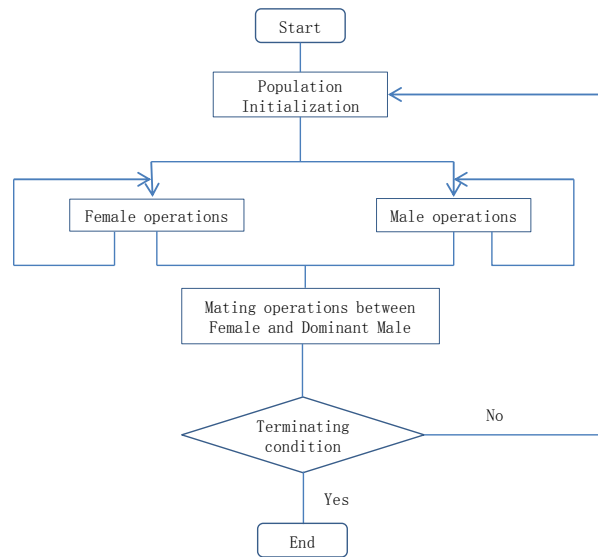 Start
Population
Initialization
Female operations
Male operations
Mating operations between
Female and Dominant Male
Terminating
condition
No
Yes
End